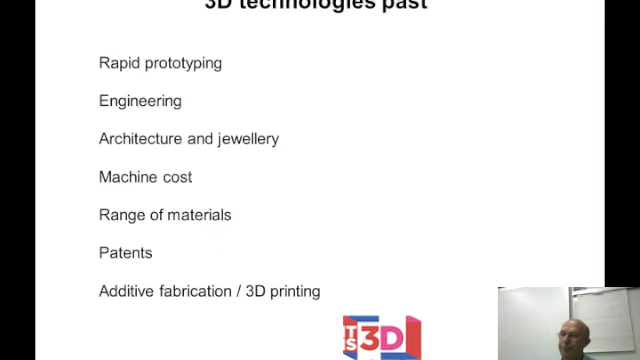 3D technologies past
Rapid prototyping
Engineering
Architecture and jewellery
Machine cost
Range of materials
Patents
Additive fabrication / 3D printing
ITS
3D